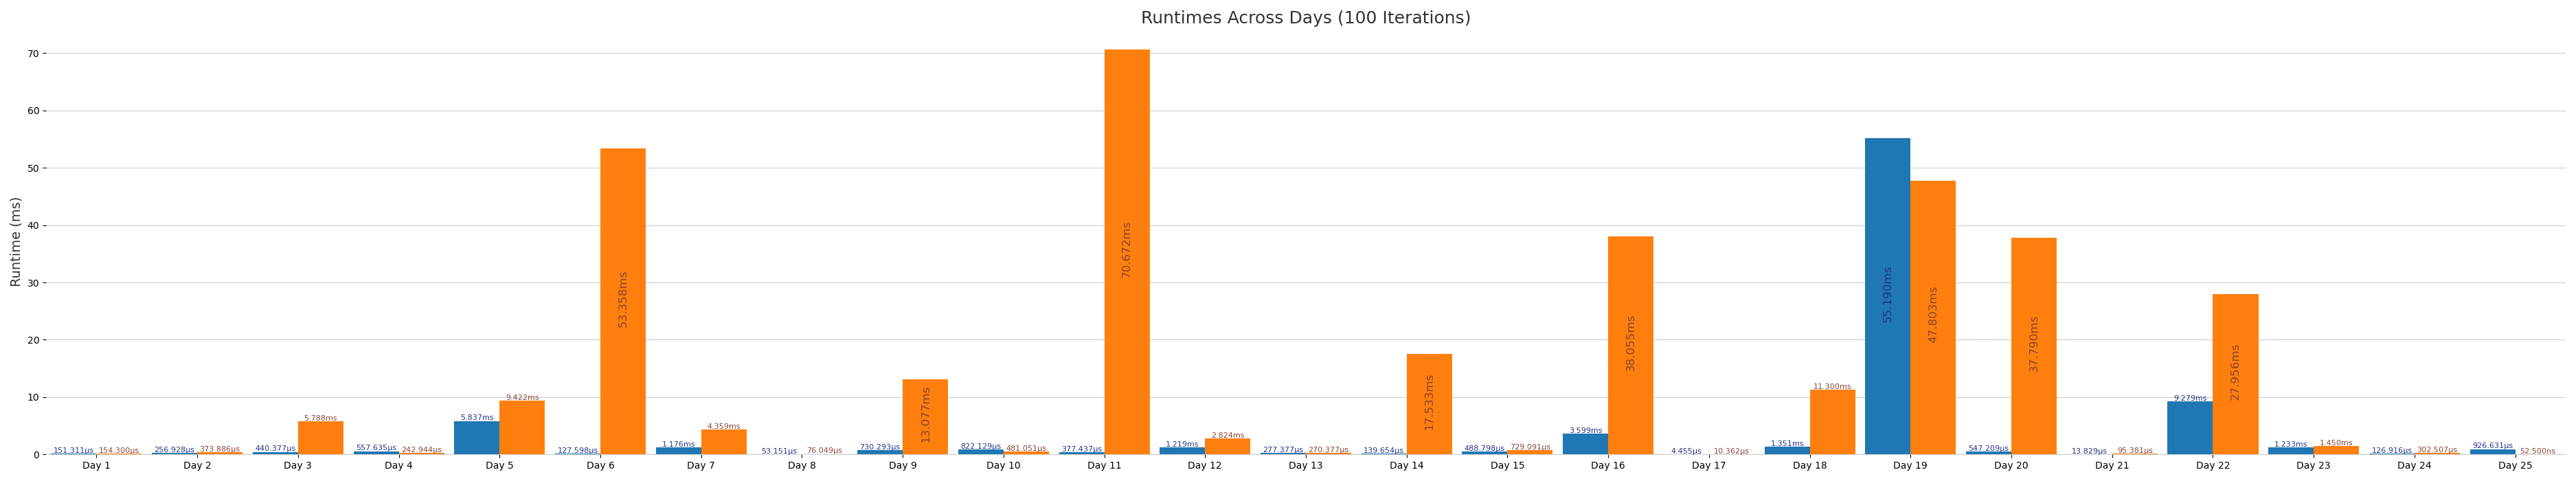 Runtimes Across Days (100 Iterations)
Runtime (ms)
70
60
50
40
30
20
10
0
151.311µs 154.300µs
256.928µs 373.886µs
440.377µs 5.788ms
557.635µs 242.944µs
5.837ms 9.422ms
127.598µs 53.358ms
1.176ms 4.359ms
53.151µs 76.049µs
730.293µs 13.077ms
822.129µs 481.051µs
377.437µs 70.672ms
1.219ms 2.824ms
277.377µs 270.377µs
139.654µs 17.533ms
488.798µs 729.091µs
3.599ms 38.055ms
4.455µs 10.362µs
1.351ms 11.300ms
55.190ms 47.803ms
547.209µs 37.790ms
13.829µs 95.381µs
9.279ms 27.956ms
1.233ms 1.450ms
126.916µs 302.507µs
926.631µs 52.500ns
Day 1 Day 2 Day 3 Day 4 Day 5 Day 6 Day 7 Day 8 Day 9 Day 10 Day 11 Day 12 Day 13 Day 14 Day 15 Day 16 Day 17 Day 18 Day 19 Day 20 Day 21 Day 22 Day 23 Day 24 Day 25